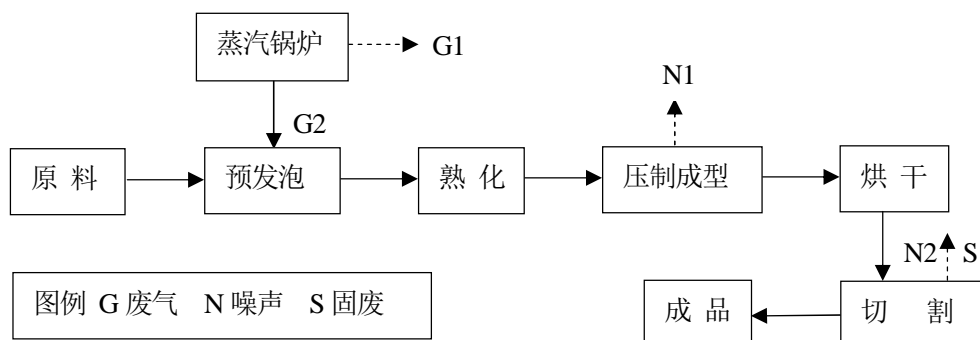 蒸汽锅炉
G1
N1
G2
原 料
预发泡
熟 化
压制成型
烘 干
N2 S
图例 G 废气 N 噪声 S 固废
成 品
切 割